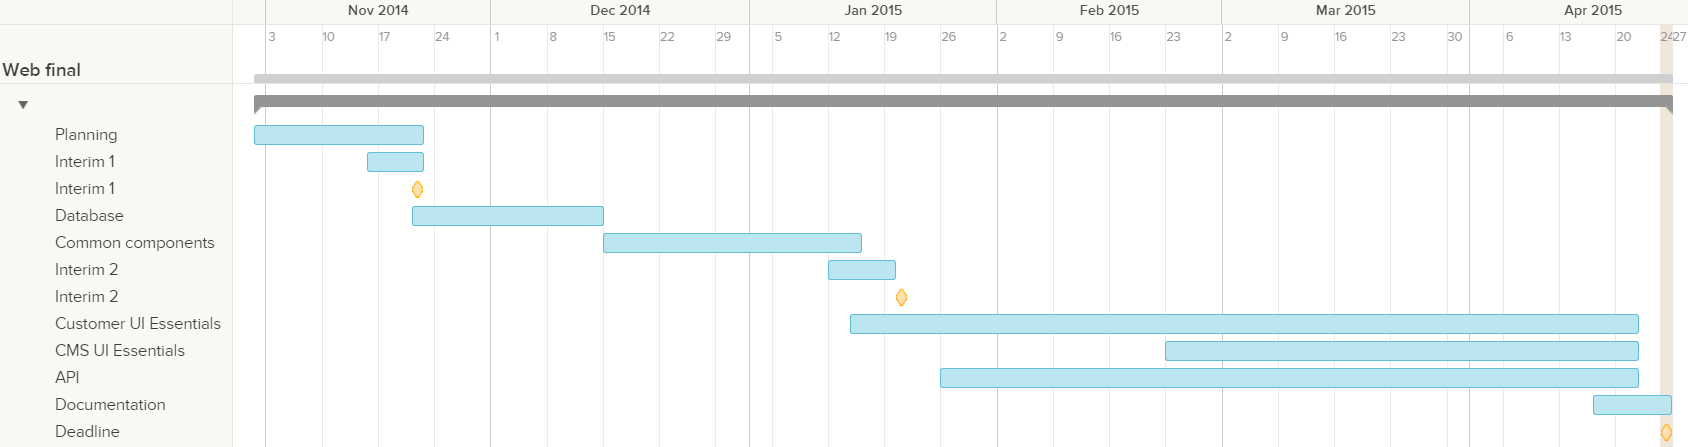 Nov 2014 Dec 2014 Jan 2015 Feb 2015 Mar 2015 Apr 2015
3 10 17 24 1 8 15 22 29 5 12 19 26 2 9 16 23 2 9 16 23 30 6 13 20 24 27
Web final
Planning
Interim 1
Interim 1
Database
Common components
Interim 2
Interim 2
Customer UI Essentials
CMS UI Essentials
API
Documentation
Deadline